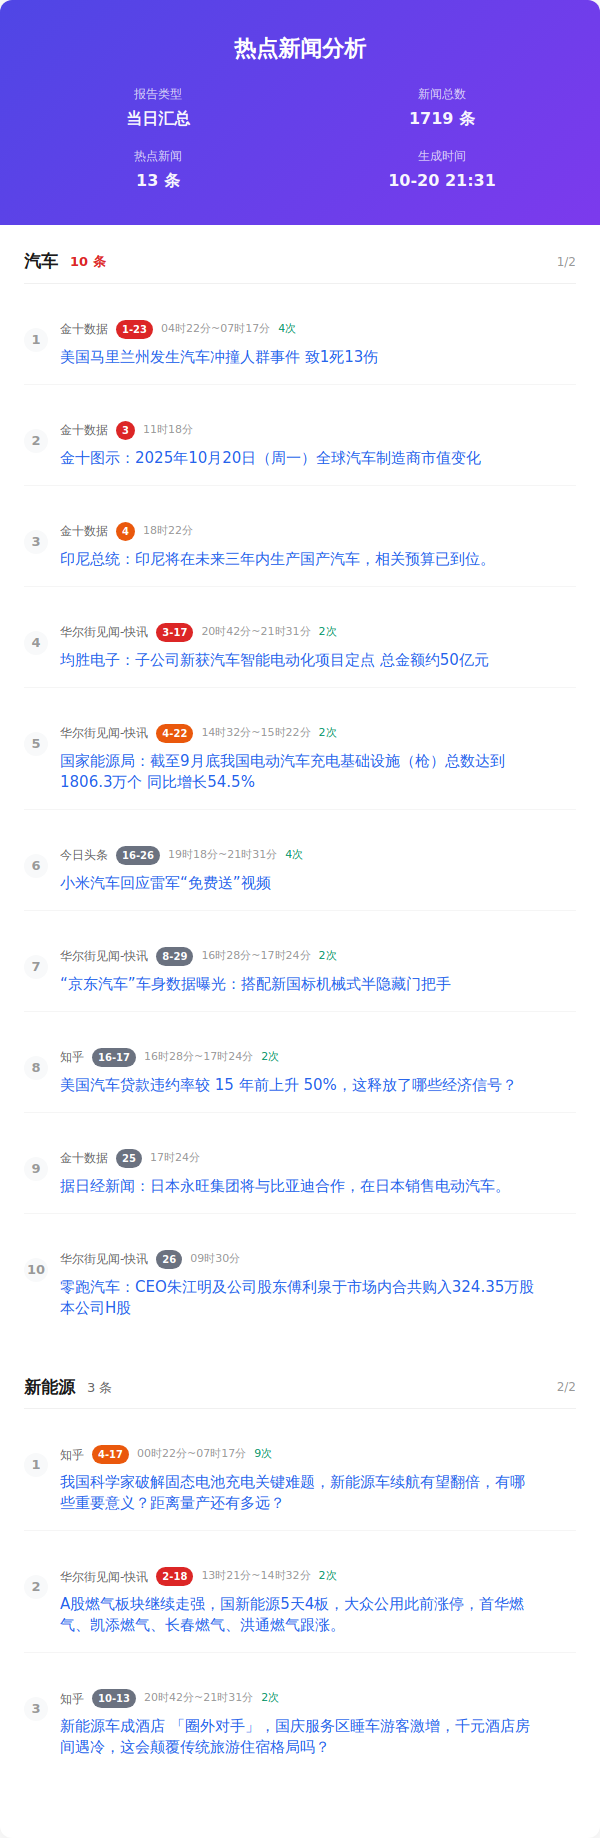 热点新闻分析
报告类型
当日汇总
新闻总数
1719 条
热点新闻
13 条
生成时间
10-20 21:31
汽车 10 条 1/2
1
金十数据 1-23 04时22分~07时17分 4次
美国马里兰州发生汽车冲撞人群事件 致1死13伤
2
金十数据 3 11时18分
金十图示：2025年10月20日（周一）全球汽车制造商市值变化
3
金十数据 4 18时22分
印尼总统：印尼将在未来三年内生产国产汽车，相关预算已到位。
4
华尔街见闻-快讯 3-17 20时42分~21时31分 2次
均胜电子：子公司新获汽车智能电动化项目定点 总金额约50亿元
5
华尔街见闻-快讯 4-22 14时32分~15时22分 2次
国家能源局：截至9月底我国电动汽车充电基础设施（枪）总数达到
1806.3万个 同比增长54.5%
6
今日头条 16-26 19时18分~21时31分 4次
小米汽车回应雷军“免费送”视频
7
华尔街见闻-快讯 8-29 16时28分~17时24分 2次
“京东汽车”车身数据曝光：搭配新国标机械式半隐藏门把手
8
知乎 16-17 16时28分~17时24分 2次
美国汽车贷款违约率较 15 年前上升 50%，这释放了哪些经济信号？
9
金十数据 25 17时24分
据日经新闻：日本永旺集团将与比亚迪合作，在日本销售电动汽车。
10
华尔街见闻-快讯 26 09时30分
零跑汽车：CEO朱江明及公司股东傅利泉于市场内合共购入324.35万股
本公司H股
新能源 3 条 2/2
1
知乎 4-17 00时22分~07时17分 9次
我国科学家破解固态电池充电关键难题，新能源车续航有望翻倍，有哪
些重要意义？距离量产还有多远？
2
华尔街见闻-快讯 2-18 13时21分~14时32分 2次
A股燃气板块继续走强，国新能源5天4板，大众公用此前涨停，首华燃
气、凯添燃气、长春燃气、洪通燃气跟涨。
3
知乎 10-13 20时42分~21时31分 2次
新能源车成酒店 「圈外对手」，国庆服务区睡车游客激增，千元酒店房
间遇冷，这会颠覆传统旅游住宿格局吗？